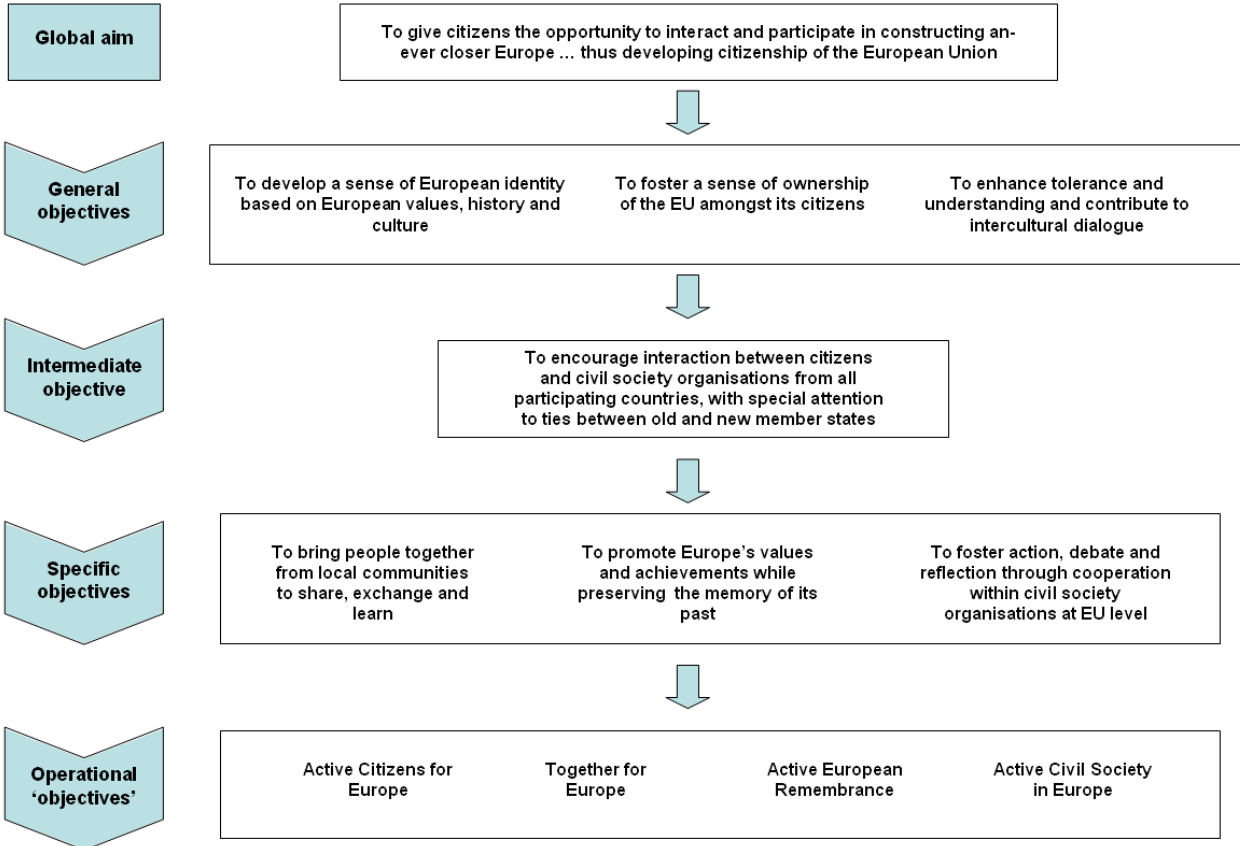 Global aim
To give citizens the opportunity to interact and participate in constructing an-
ever closer Europe ... thus developing citizenship of the European Union
General
objectives
To develop a sense of European identity
based on European values, history and
culture
To foster a sense of ownership
of the EU amongst its citizens
To enhance tolerance and
understanding and contribute to
intercultural dialogue
Intermediate
objective
To encourage interaction between citizens
and civil society organisations from all
participating countries, with special attention
to ties between old and new member states
Specific
objectives
To bring people together
from local communities
to share, exchange and
learn
To promote Europe's values
and achievements while
preserving the memory of its
past
To foster action, debate and
reflection through cooperation
within civil society
organisations at EU level
Operational
‘objectives’
Active Citizens for
Europe
Together for
Europe
Active European
Remembrance
Active Civil Society
in Europe